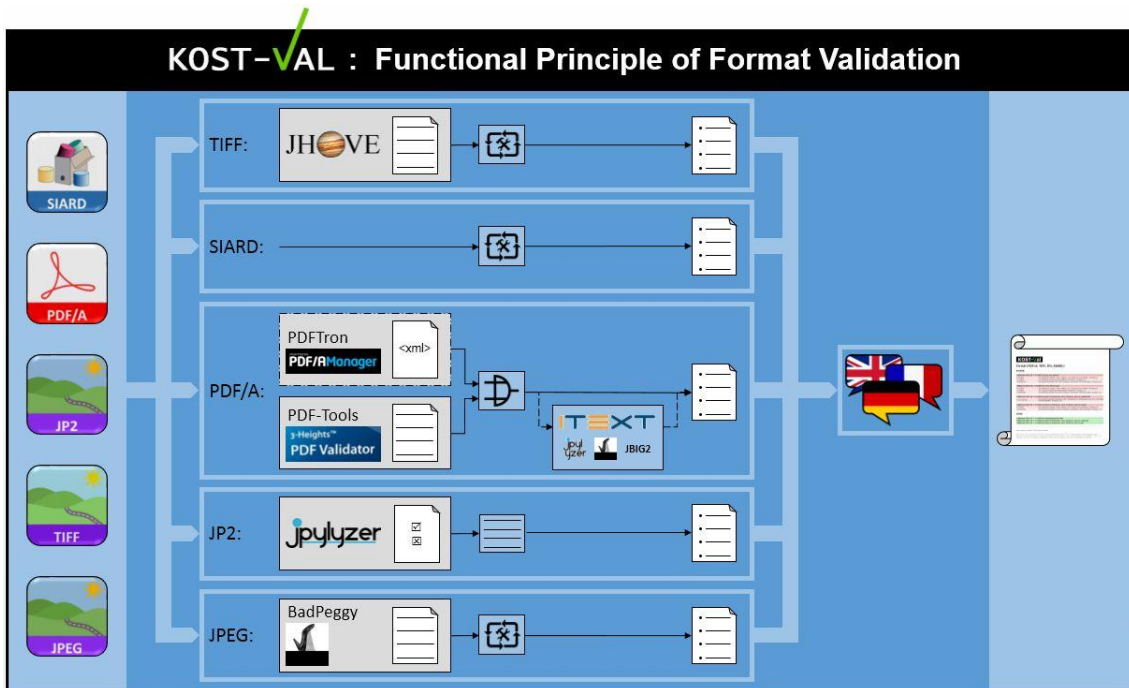 KOST-VAL : Functional Principle of Format Validation
SIARD
PDF/A
JP2
TIFF
JPEG
TIFF:
JHOVE
SIARD:
PDF/A:
PDFTron
PDF/AManager
<xml>
PDF-Tools
3-Heights™
PDF Validator
iTEXT
jpylyzer
JBIG2
JP2:
jpylyzer
JPEG:
BadPeggy
KOST-Val